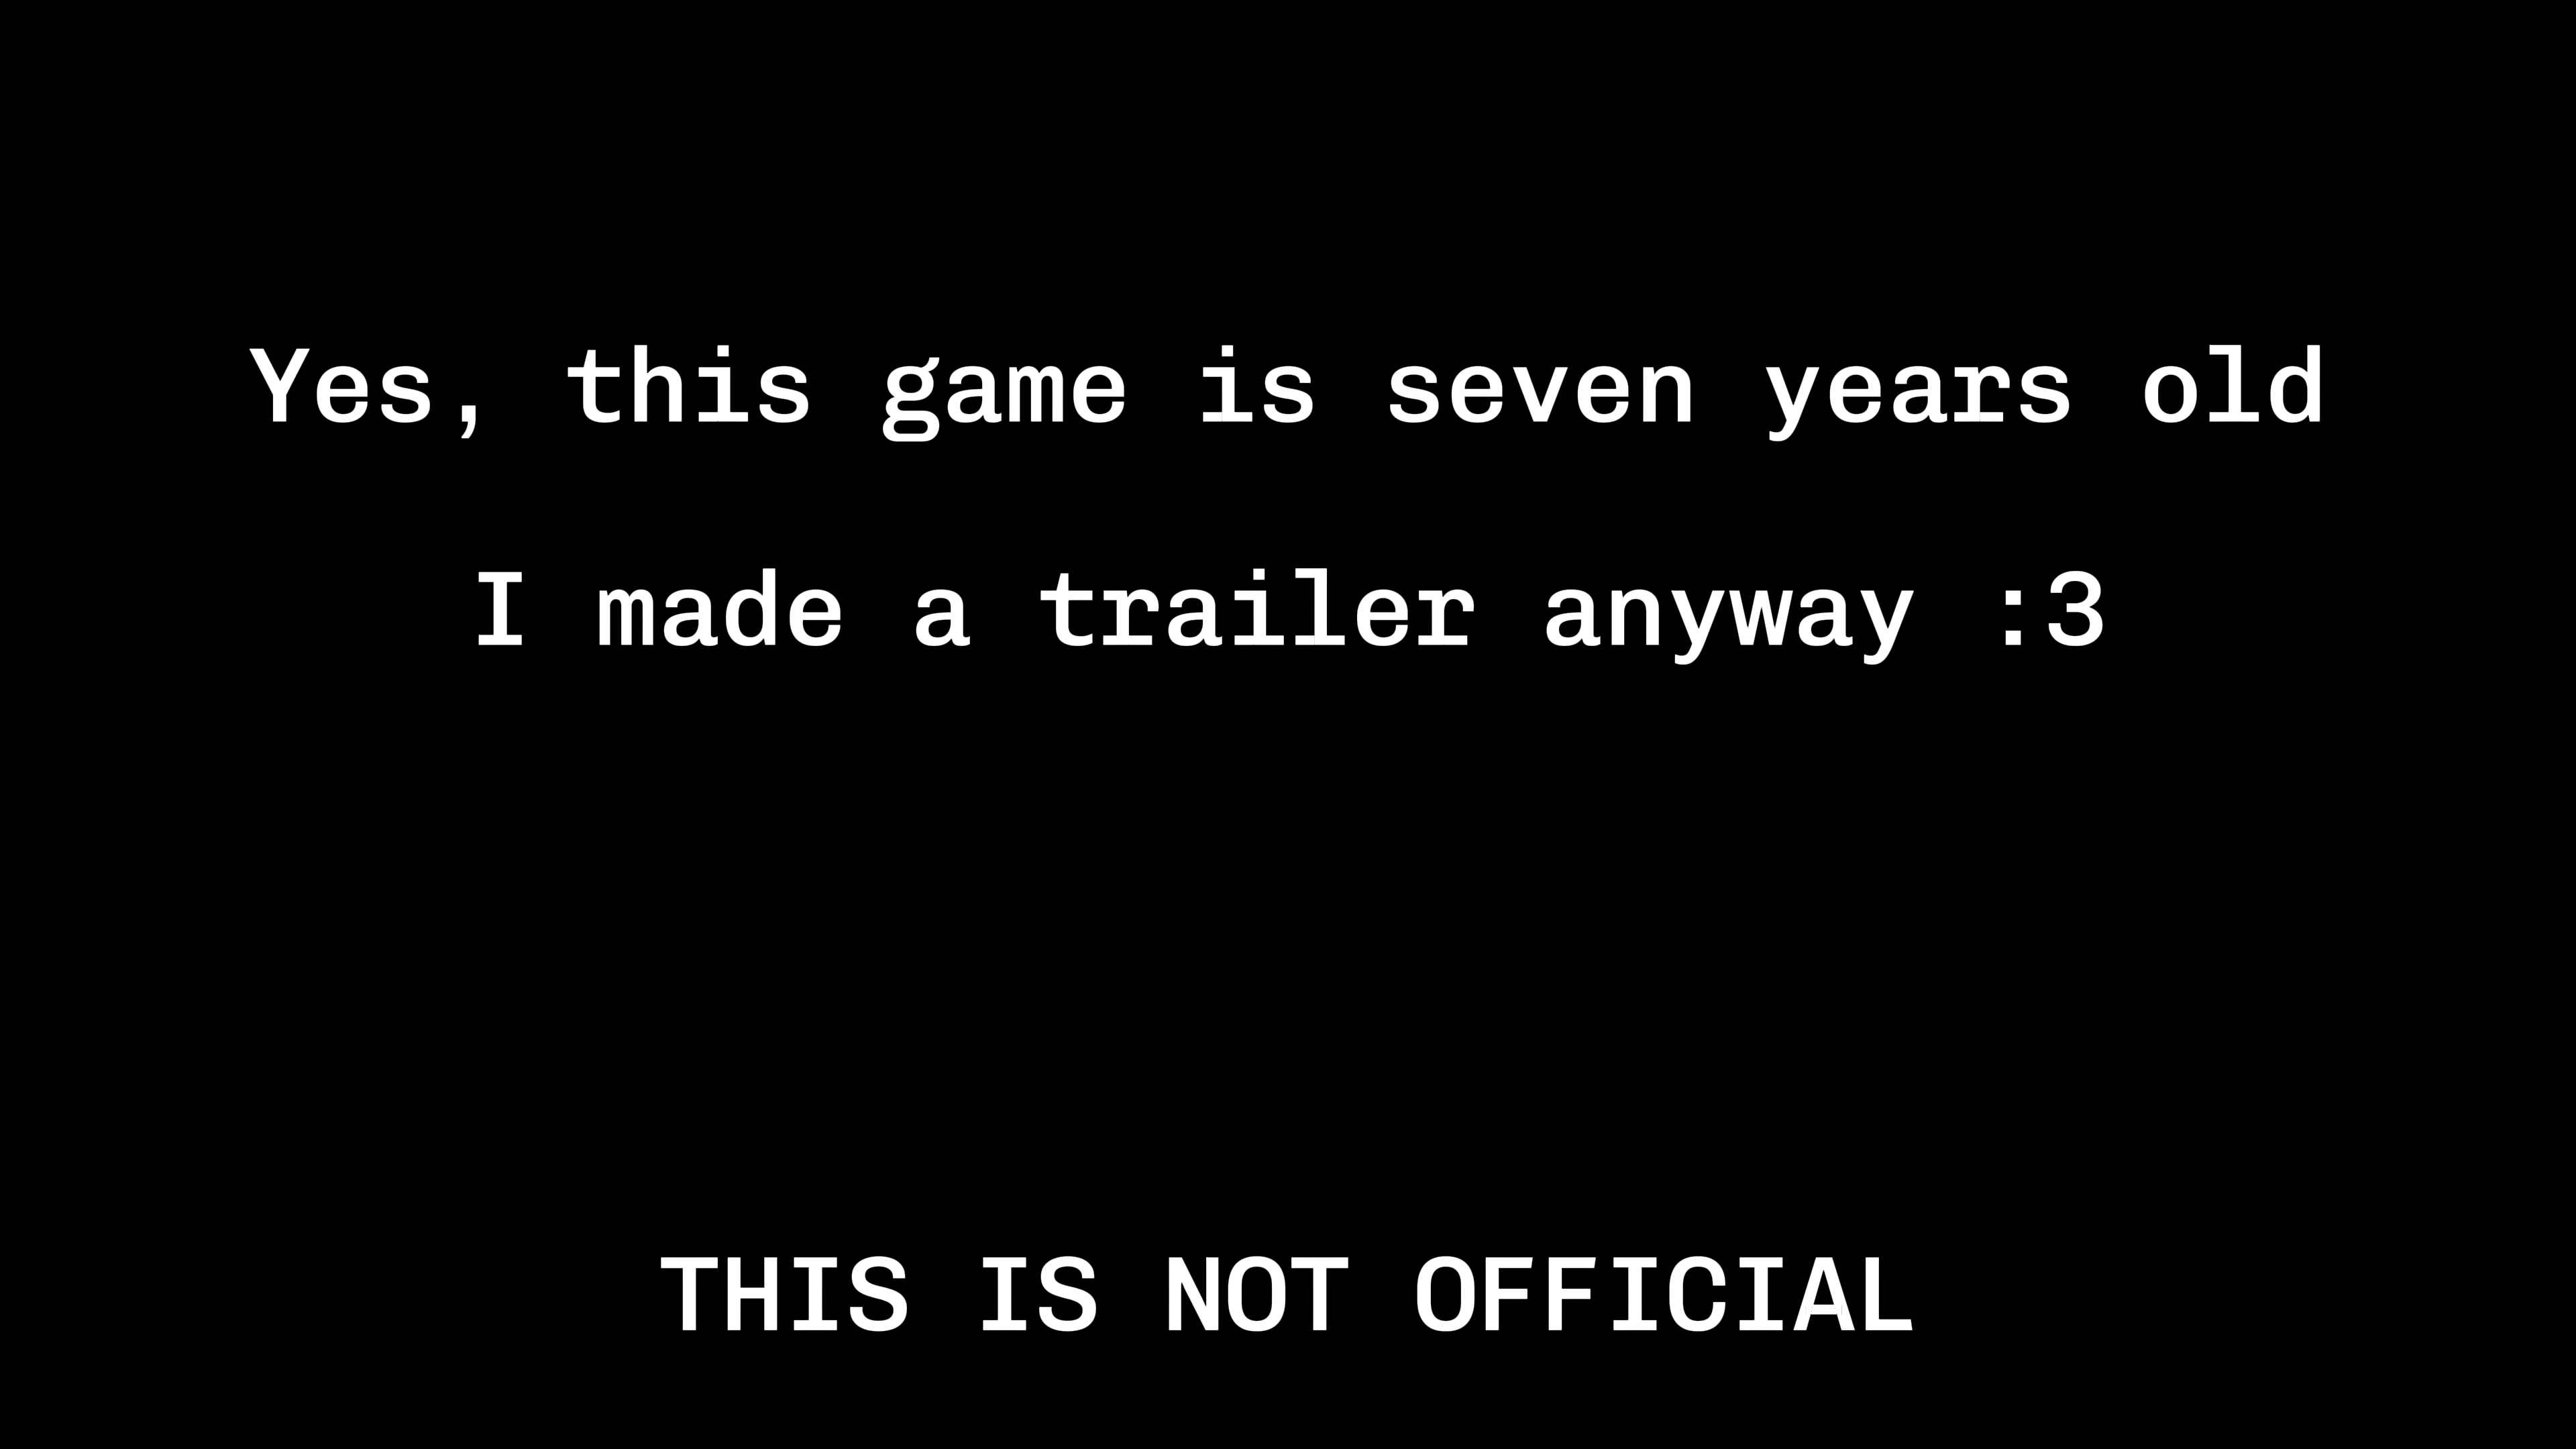 Yes, this game is seven years old
I made a trailer anyway :3
THIS IS NOT OFFICIAL